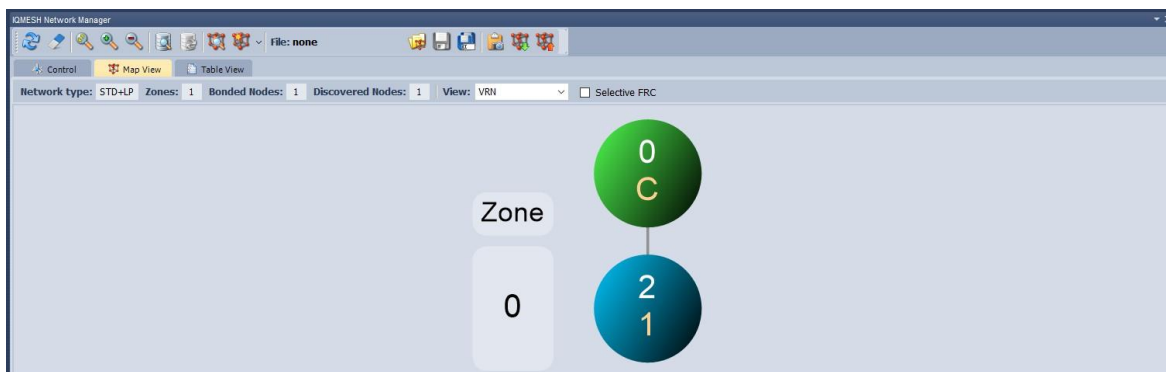 IQMESH Network Manager
File: none
Control Map View Table View
Network type: STD+LP Zones: 1 Bonded Nodes: 1 Discovered Nodes: 1 View: VRN Selective FRC
0
C
Zone
2
0
1